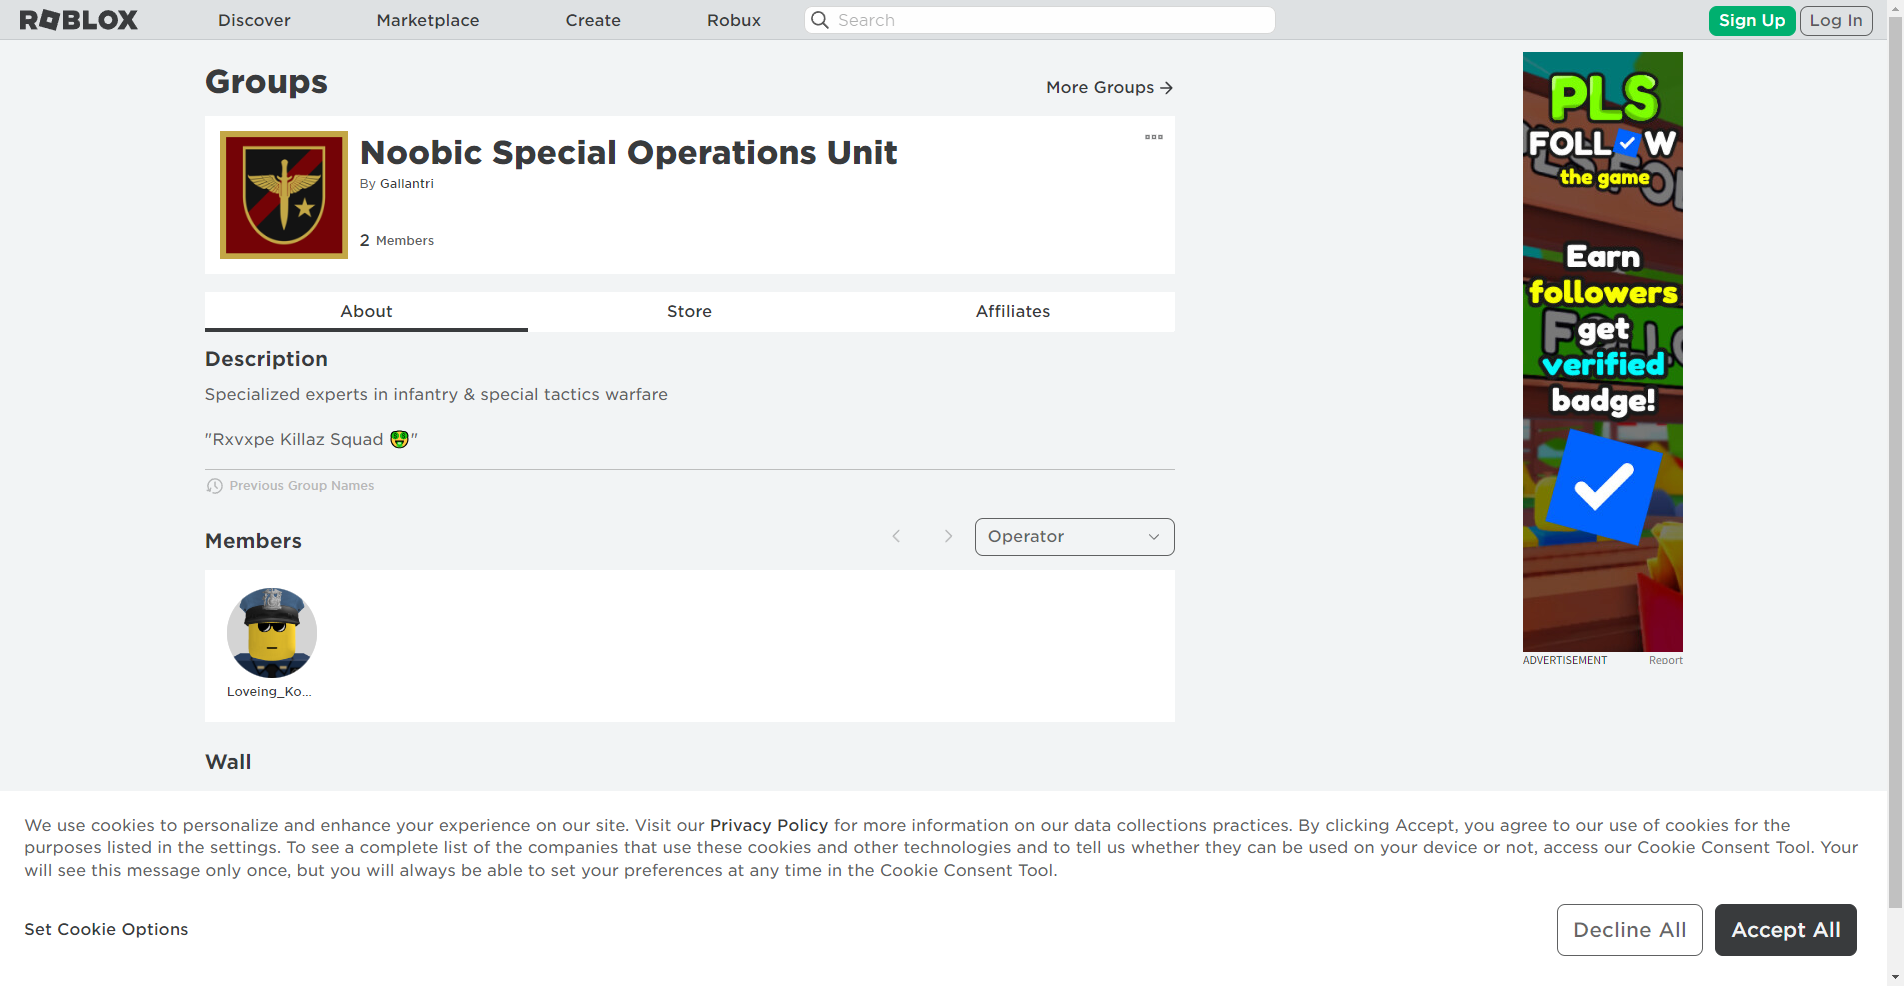 ROBLOX
Discover
Marketplace
Create
Robux
Search
Sign Up
Log In
Groups
More Groups
Noobic Special Operations Unit
By Gallantri
2 Members
About
Store
Affiliates
Description
Specialized experts in infantry & special tactics warfare
"Rxvxpe Killaz Squad 🤑"
Previous Group Names
Members
Operator
Loveing_Ko...
Wall
PLS
FOLLOW
the game
Earn
followers
get
verified
badge!
ADVERTISEMENT
Report
We use cookies to personalize and enhance your experience on our site. Visit our Privacy Policy for more information on our data collections practices. By clicking Accept, you agree to our use of cookies for the
purposes listed in the settings. To see a complete list of the companies that use these cookies and other technologies and to tell us whether they can be used on your device or not, access our Cookie Consent Tool. Your
will see this message only once, but you will always be able to set your preferences at any time in the Cookie Consent Tool.
Set Cookie Options
Decline All
Accept All